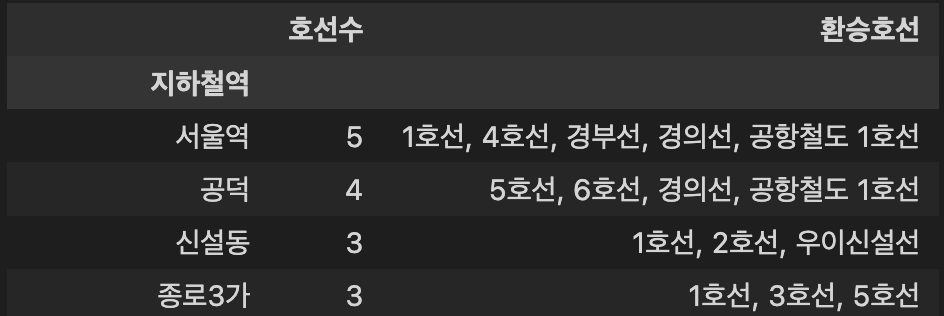 호선수 환승호선
지하철역
서울역 5 1호선, 4호선, 경부선, 경의선, 공항철도 1호선
공덕 4 5호선, 6호선, 경의선, 공항철도 1호선
신설동 3 1호선, 2호선, 우이신설선
종로3가 3 1호선, 3호선, 5호선